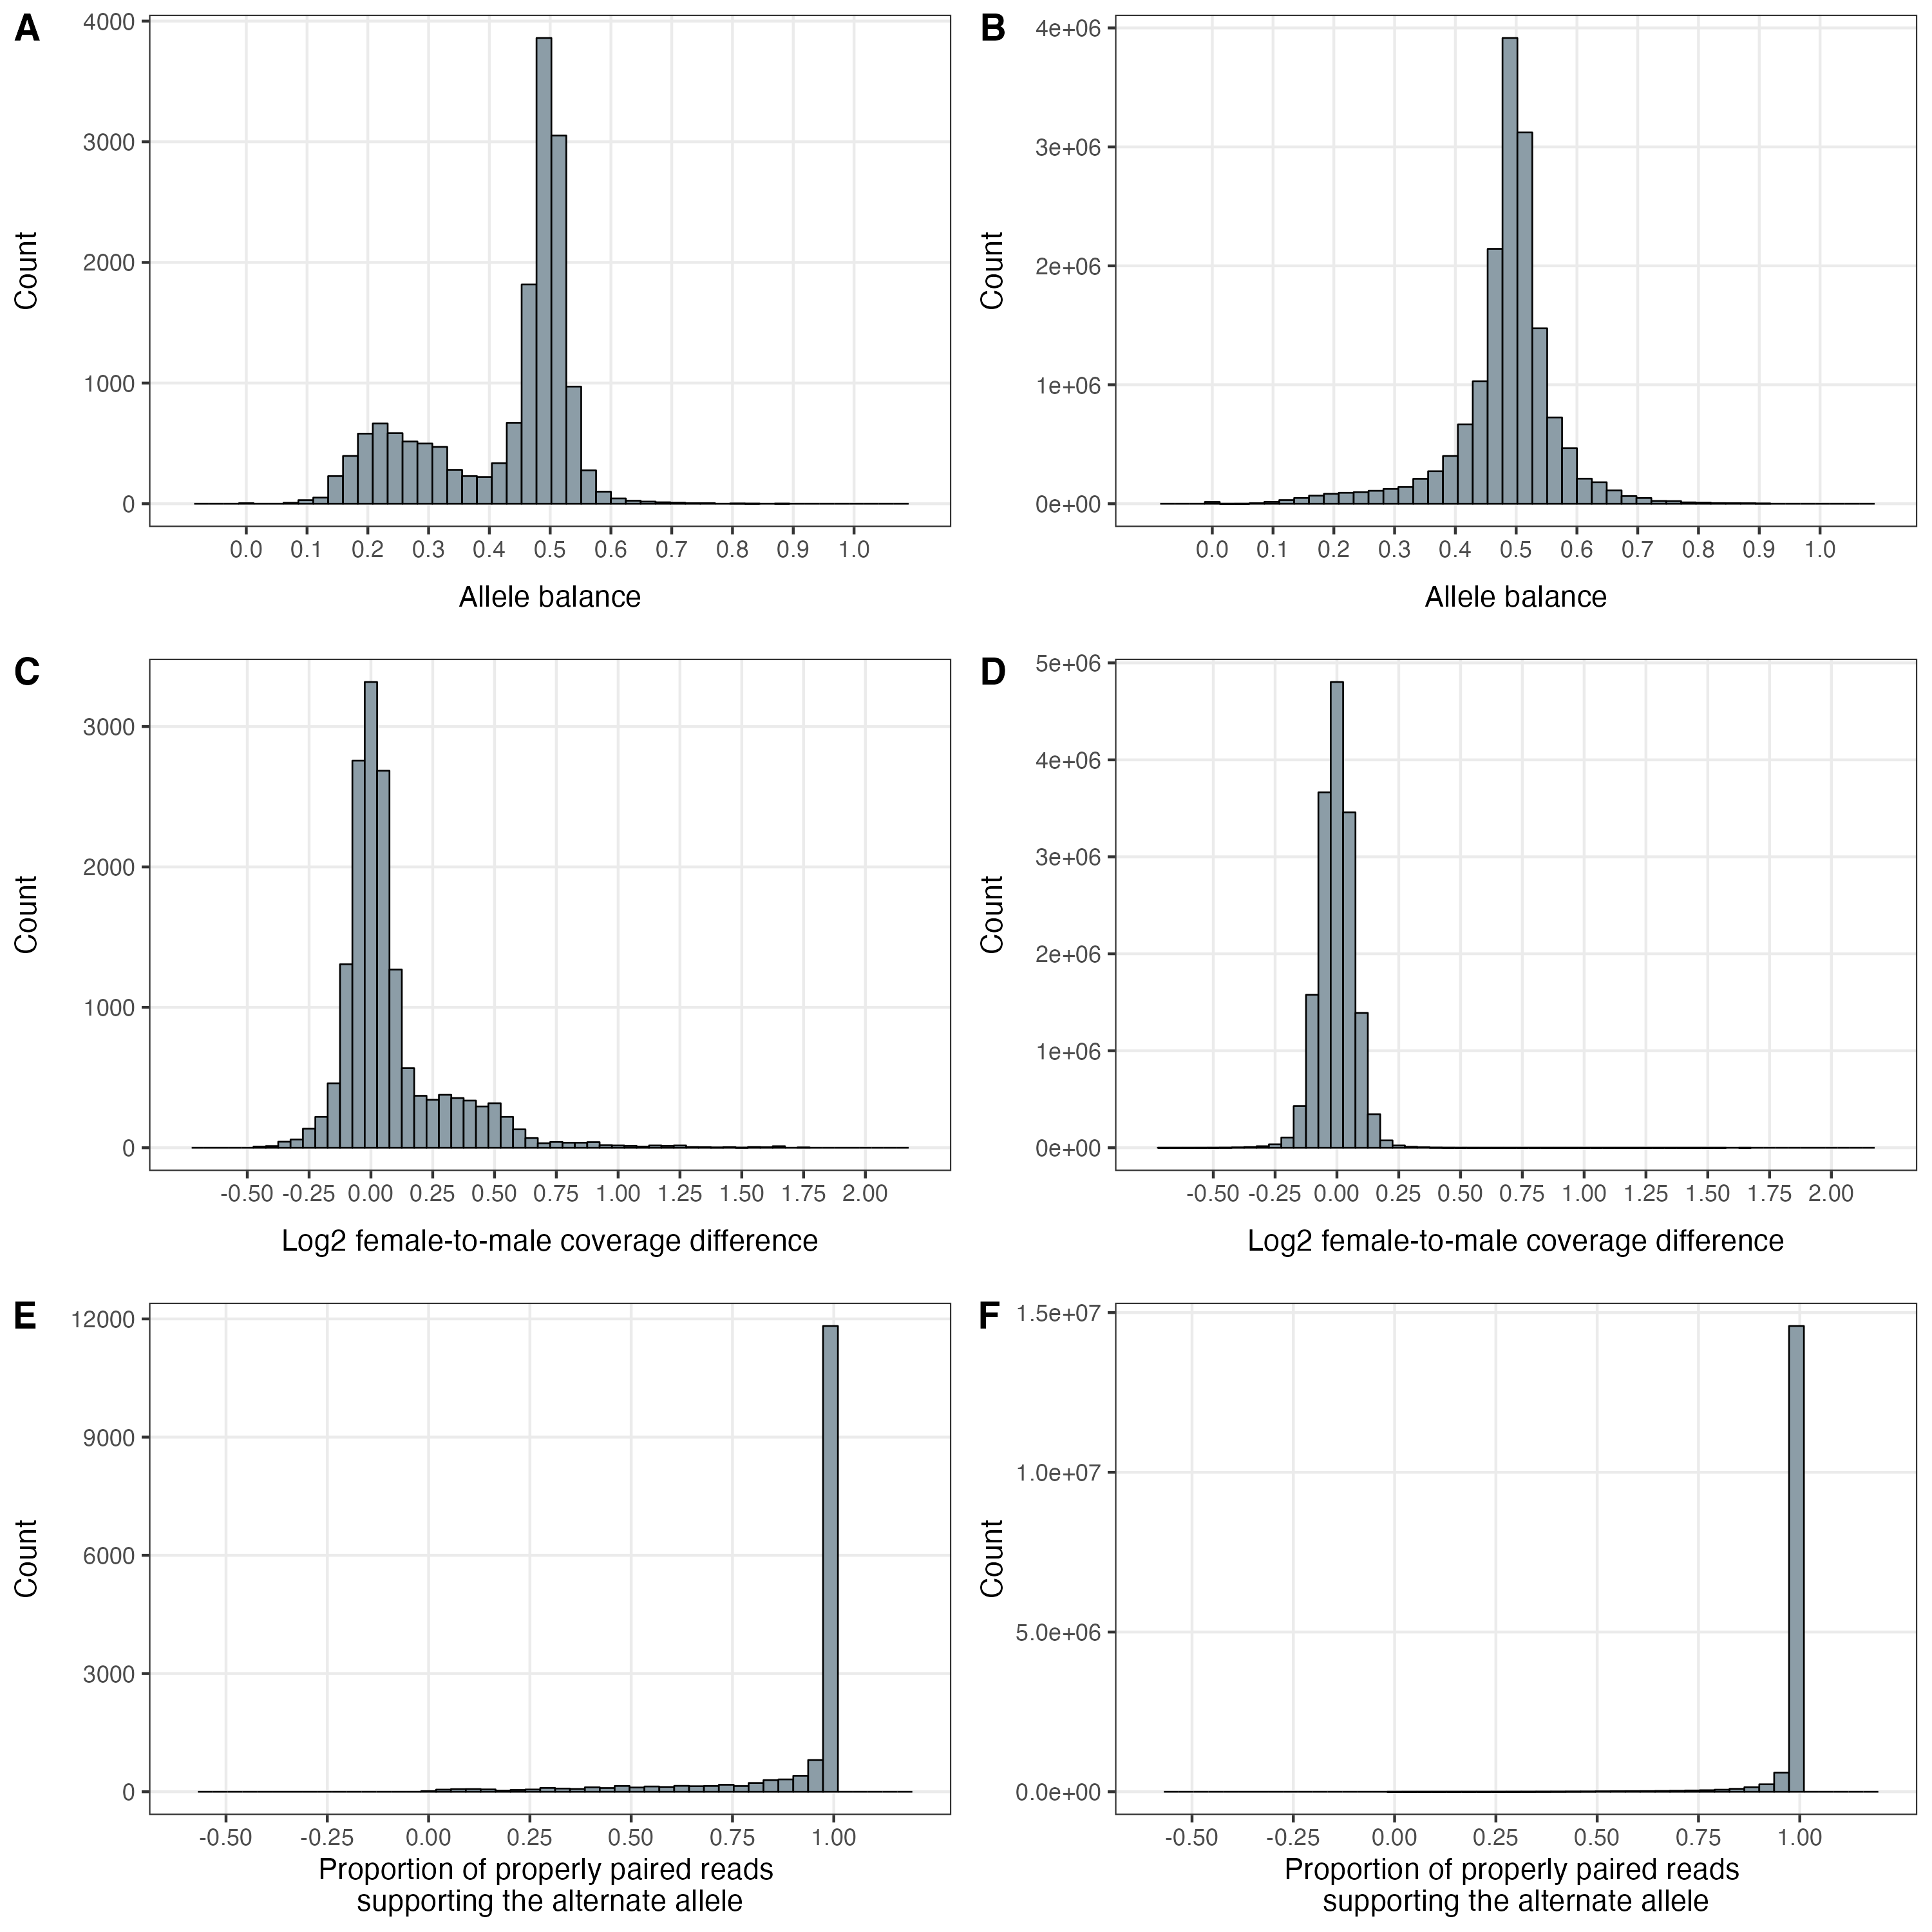 A
Count
4000
3000
2000
1000
0
0.0 0.1 0.2 0.3 0.4 0.5 0.6 0.7 0.8 0.9 1.0
Allele balance
B
Count
4e+06
3e+06
2e+06
1e+06
0e+00
0.0 0.1 0.2 0.3 0.4 0.5 0.6 0.7 0.8 0.9 1.0
Allele balance
C
Count
3000
2000
1000
0
-0.50 -0.25 0.00 0.25 0.50 0.75 1.00 1.25 1.50 1.75 2.00
Log2 female-to-male coverage difference
D
Count
5e+06
4e+06
3e+06
2e+06
1e+06
0e+00
-0.50 -0.25 0.00 0.25 0.50 0.75 1.00 1.25 1.50 1.75 2.00
Log2 female-to-male coverage difference
E
Count
12000
9000
6000
3000
0
-0.50 -0.25 0.00 0.25 0.50 0.75 1.00
Proportion of properly paired reads
supporting the alternate allele
F
Count
1.5e+07
1.0e+07
5.0e+06
0.0e+00
-0.50 -0.25 0.00 0.25 0.50 0.75 1.00
Proportion of properly paired reads
supporting the alternate allele